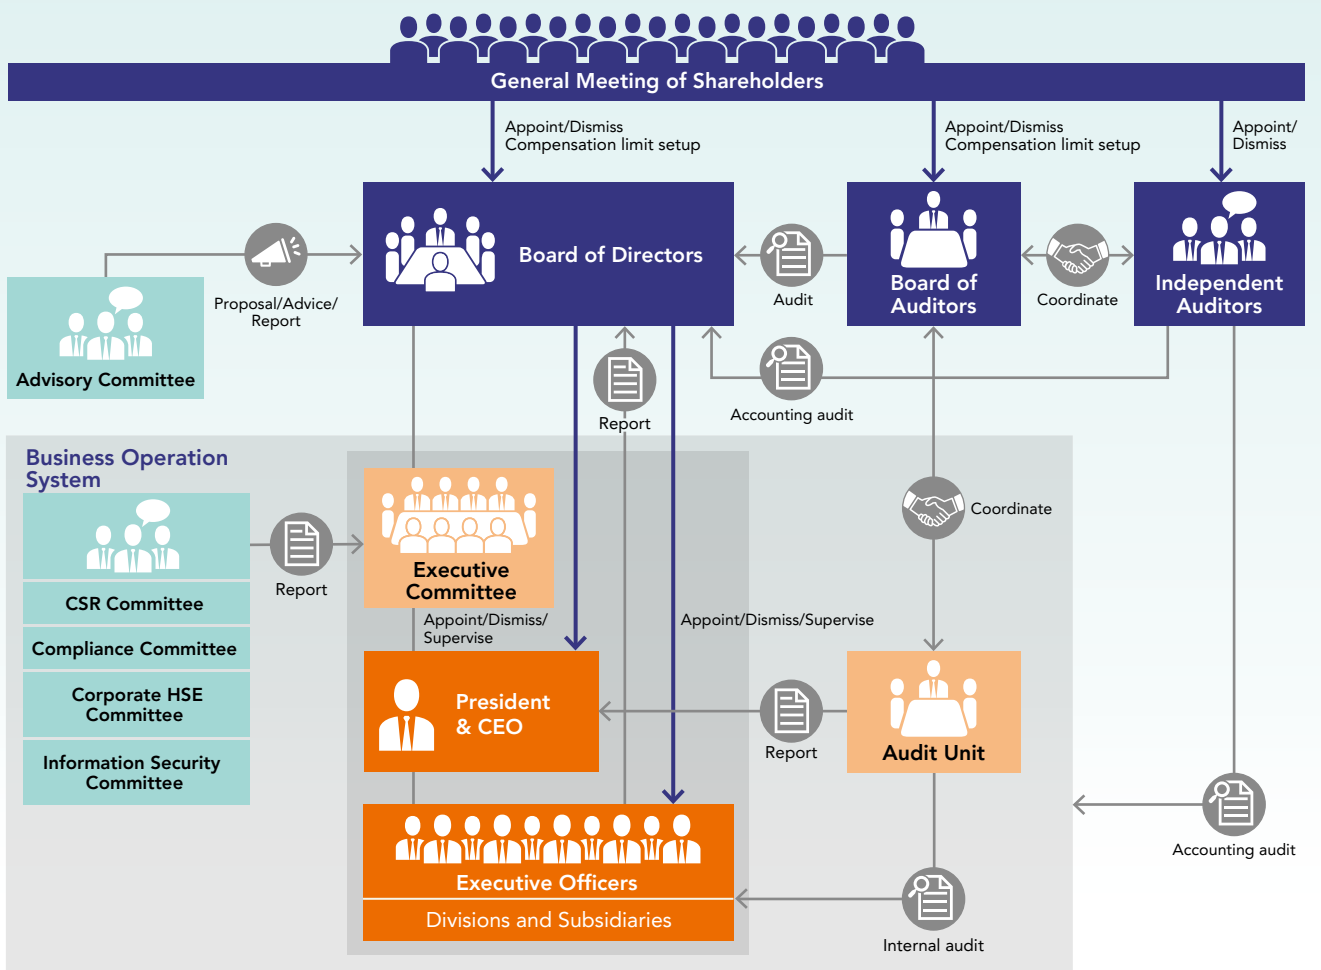 General Meeting of Shareholders
Appoint/Dismiss
Compensation limit setup
Appoint/Dismiss
Compensation limit setup
Appoint/
Dismiss
Board of Directors
Board of
Auditors
Independent
Auditors
Audit
Coordinate
Proposal/Advice/
Report
Advisory Committee
Report
Accounting audit
Business Operation
System
CSR Committee
Compliance Committee
Corporate HSE
Committee
Information Security
Committee
Report
Executive
Committee
Coordinate
Appoint/Dismiss/
Supervise
Appoint/Dismiss/Supervise
President
& CEO
Report
Audit Unit
Executive Officers
Divisions and Subsidiaries
Internal audit
Accounting audit